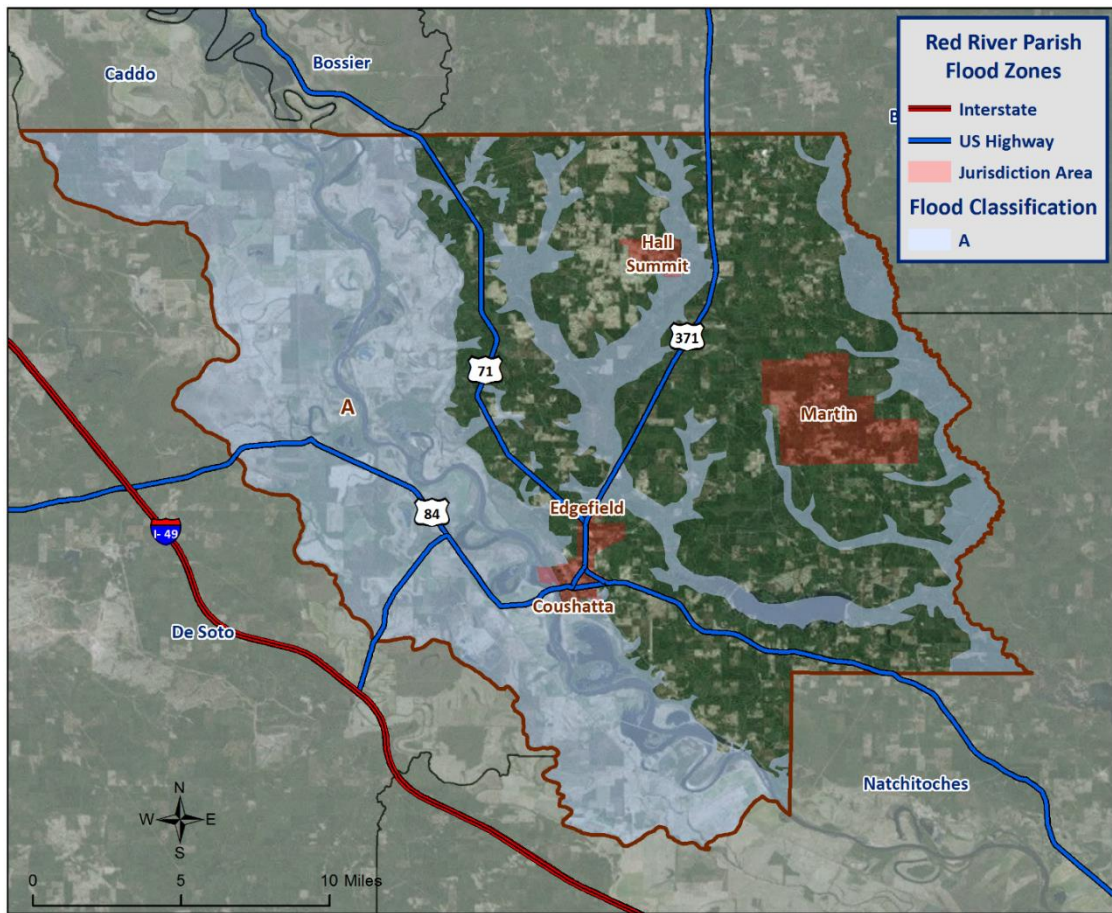 Red River Parish
Flood Zones
Interstate
US Highway
Jurisdiction Area
Flood Classification
A
Caddo
Bossier
B
Hall
Summit
371
71
A
Martin
84
Edgefield
I-49
Coushatta
De Soto
Natchitoches
N
W
E
S
0
5
10 Miles